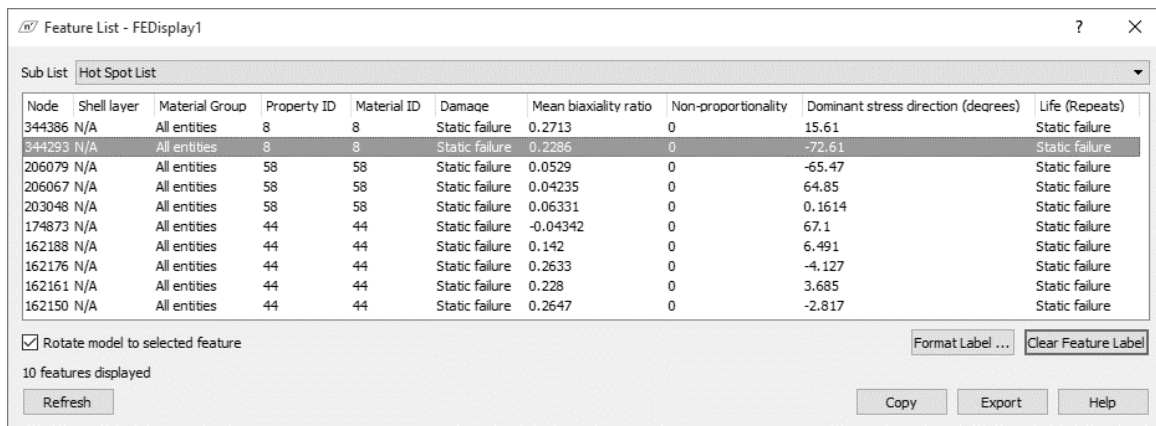 Feature List - FEDisplay1 ?
Sub List Hot Spot List
Node Shell layer Material Group Property ID Material ID Damage Mean biaxiality ratio Non-proportionality Dominant stress direction (degrees) Life (Repeats)
344386 N/A All entities 8 8 Static failure 0.2713 0 15.61 Static failure
344293 N/A All entities 8 8 Static failure 0.2286 0 -72.61 Static failure
206079 N/A All entities 58 58 Static failure 0.0529 0 -65.47 Static failure
206067 N/A All entities 58 58 Static failure 0.04235 0 64.85 Static failure
203048 N/A All entities 58 58 Static failure 0.06331 0 0.1614 Static failure
174873 N/A All entities 44 44 Static failure -0.04342 0 67.1 Static failure
162188 N/A All entities 44 44 Static failure 0.142 0 6.491 Static failure
162176 N/A All entities 44 44 Static failure 0.2633 0 -4.127 Static failure
162161 N/A All entities 44 44 Static failure 0.228 0 3.685 Static failure
162150 N/A All entities 44 44 Static failure 0.2647 0 -2.817 Static failure
Rotate model to selected feature Format Label ... Clear Feature Label
10 features displayed
Refresh Copy Export Help